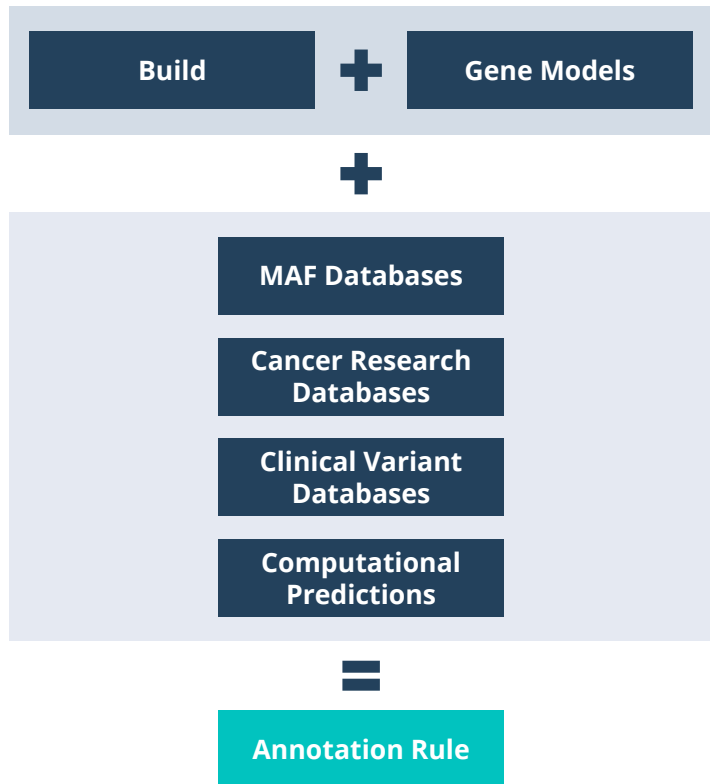 Build
Gene Models
MAF Databases
Cancer Research
Databases
Clinical Variant
Databases
Computational
Predictions
Annotation Rule